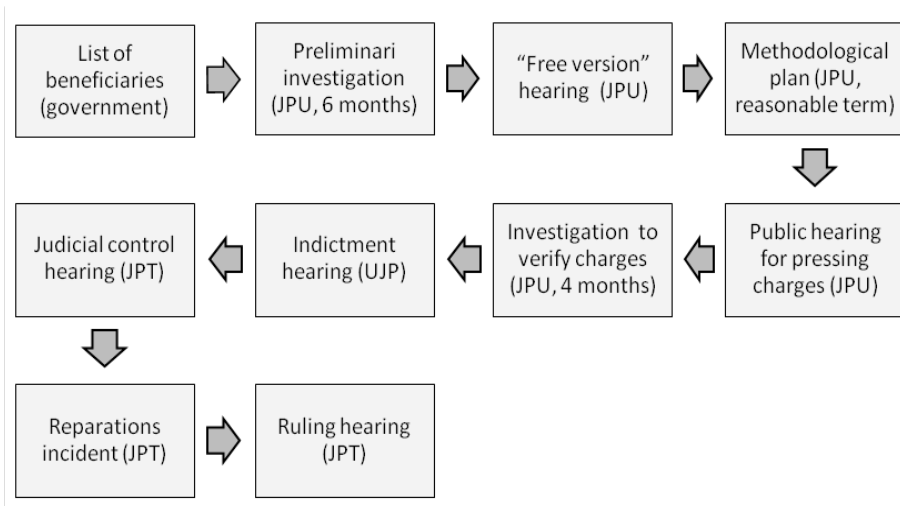 List of
beneficiaries
(government)
Preliminari
investigation
(JPU, 6 months)
“Free version”
hearing (JPU)
Methodological
plan (JPU,
reasonable term)
Public hearing
for pressing
charges (JPU)
Investigation to
verify charges
(JPU, 4 months)
Indictment
hearing (UJP)
Judicial control
hearing (JPT)
Reparations
incident (JPT)
Ruling hearing
(JPT)